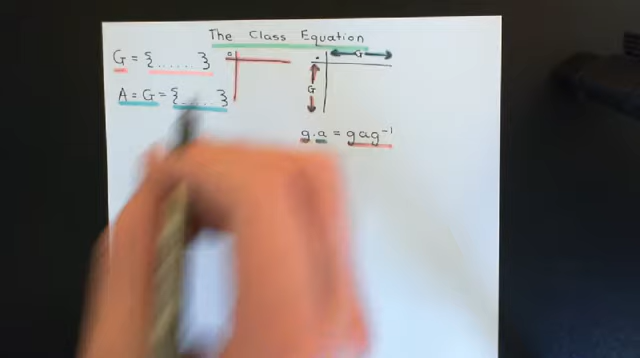 The Class Equation
G = {......}
A = G = {.....}
G
G
g.a = gag⁻¹